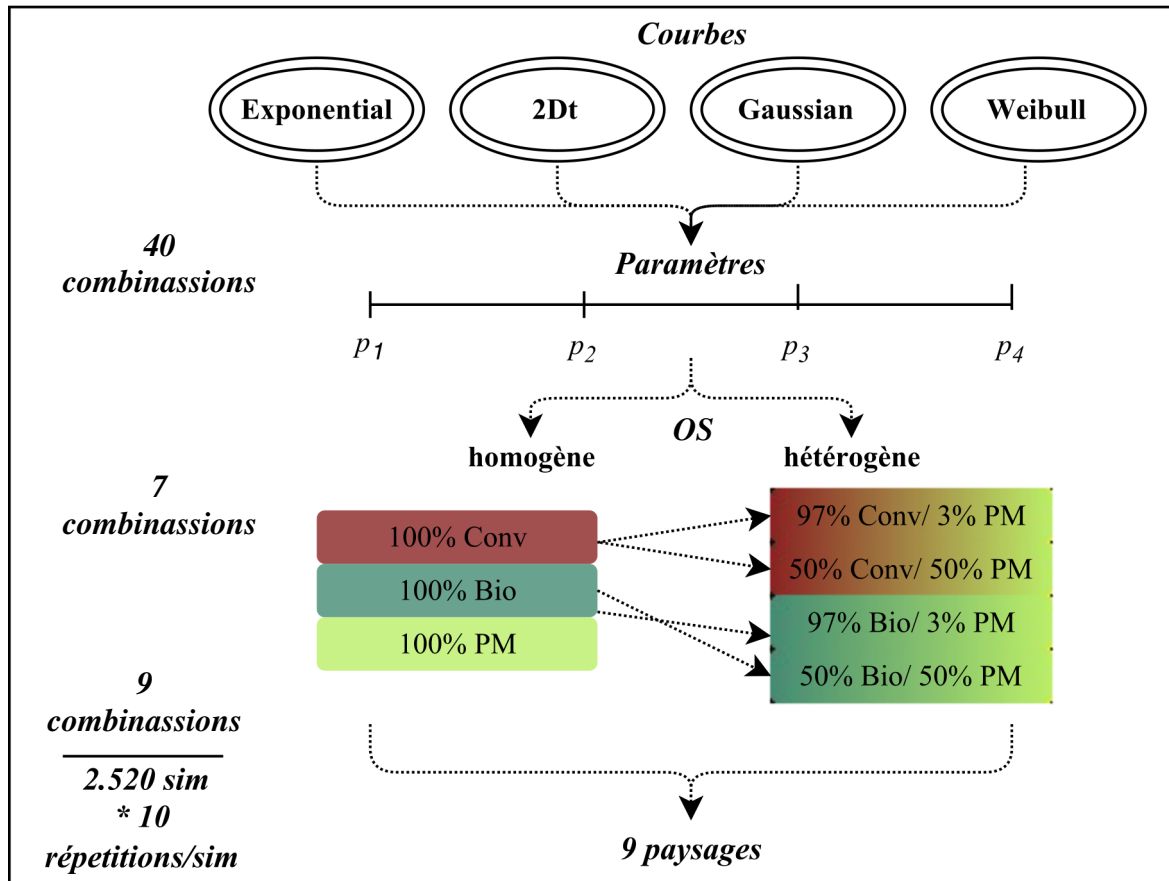 Courbes
Exponential
2Dt
Gaussian
Weibull
40
combinassions
Paramètres
p1
p2
p3
p4
OS
homogène
hétérogène
7
combinassions
100% Conv
100% Bio
100% PM
97% Conv/ 3% PM
50% Conv/ 50% PM
97% Bio/ 3% PM
50% Bio/ 50% PM
9
combinassions
2.520 sim
* 10
répetitions/sim
9 paysages